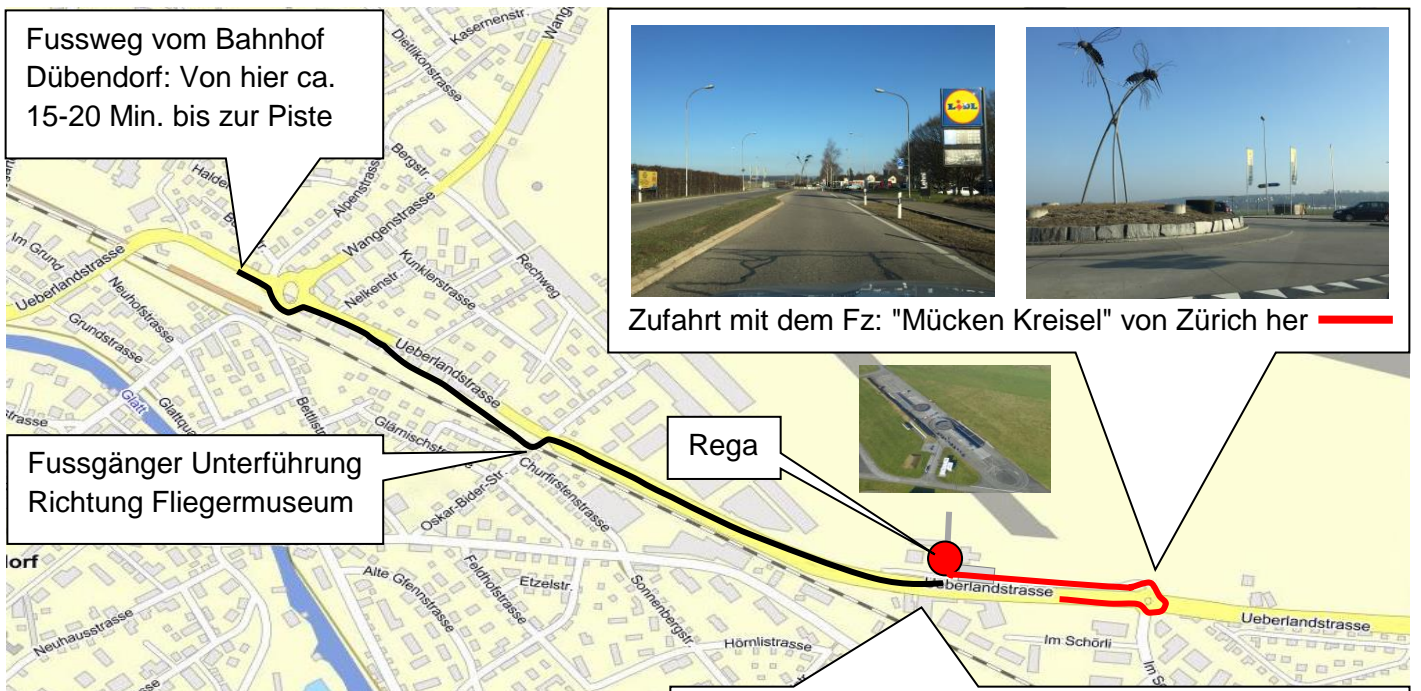 Fussweg vom Bahnhof
Dübendorf: Von hier ca.
15-20 Min. bis zur Piste
Kasernenstr.
Dietlikonstrasse
Bergstr.
Alpenstrasse
Wangenstrasse
Ueberlandstrasse
Im Grund
Neuhofstrasse
Grundstrasse
Nelkenstr.
Kunklerstrasse
Rechweg
Ueberlandstrasse
Glatt
Glärnischstrasse
Churfirstenstrasse
Oskar-Bider-Str.
LIDL
Zufahrt mit dem Fz: "Mücken Kreisel" von Zürich her
Fussgänger Unterführung
Richtung Fliegermuseum
Rega
Ueberlandstrasse
Ueberlandstrasse
Alte Gfennstrasse
Feldhofstrasse
Etzelstr.
Sonnenbergstr.
Hörnlistrasse
Im Schörli
Neuhausstrasse